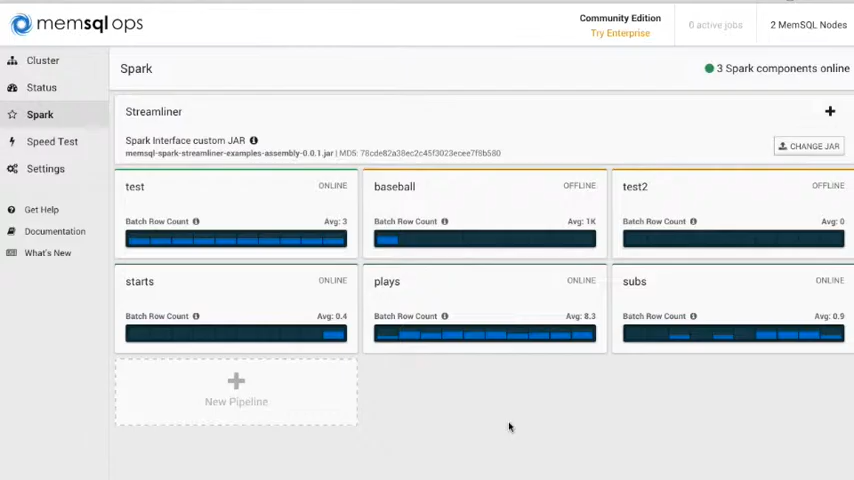 memsql ops
Community Edition
Try Enterprise
0 active jobs
2 MemSQL Nodes
Cluster
Status
Spark
Speed Test
Settings
Get Help
Documentation
What's New
Spark
3 Spark components online
Streamliner
Spark Interface custom JAR
memsql-spark-streamliner-examples-assembly-0.0.1.jar | MD5: 78cde82a38ec2c45f3023ecee7f8b580
CHANGE JAR
test ONLINE
Batch Row Count Avg: 3
baseball OFFLINE
Batch Row Count Avg: 1K
test2 OFFLINE
Batch Row Count Avg: 0
starts ONLINE
Batch Row Count Avg: 0.4
plays ONLINE
Batch Row Count Avg: 8.3
subs ONLINE
Batch Row Count Avg: 0.9
New Pipeline